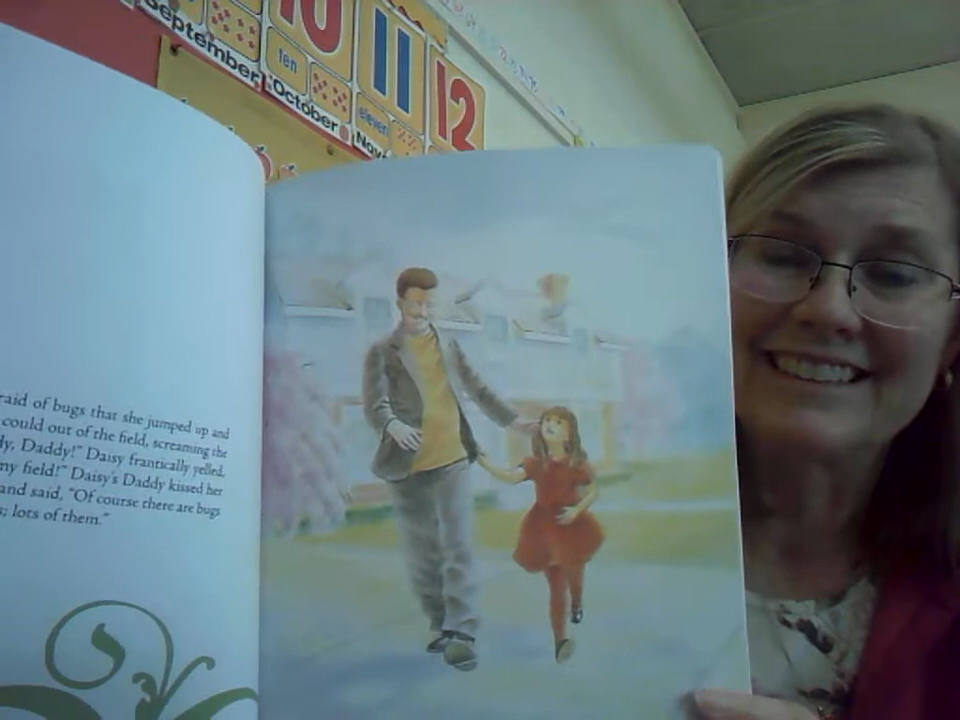 10 11 12
ten
eleven
September October Nov
raid of bugs that she jumped up and
could out of the field, screaming the
dy, Daddy!" Daisy frantically yelled,
my field!" Daisy's Daddy kissed her
and said, "Of course there are bugs
s; lots of them."